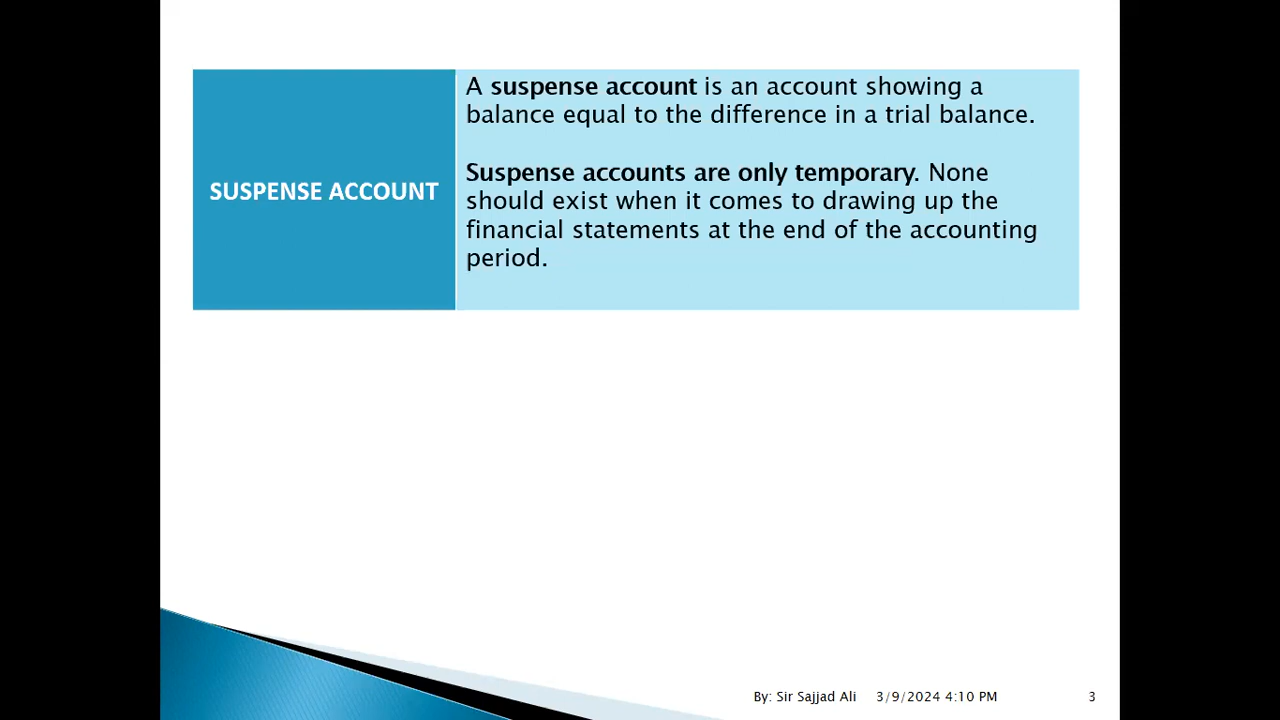 SUSPENSE ACCOUNT
A suspense account is an account showing a
balance equal to the difference in a trial balance.
Suspense accounts are only temporary. None
should exist when it comes to drawing up the
financial statements at the end of the accounting
period.
By: Sir Sajjad Ali 3/9/2024 4:10 PM 3